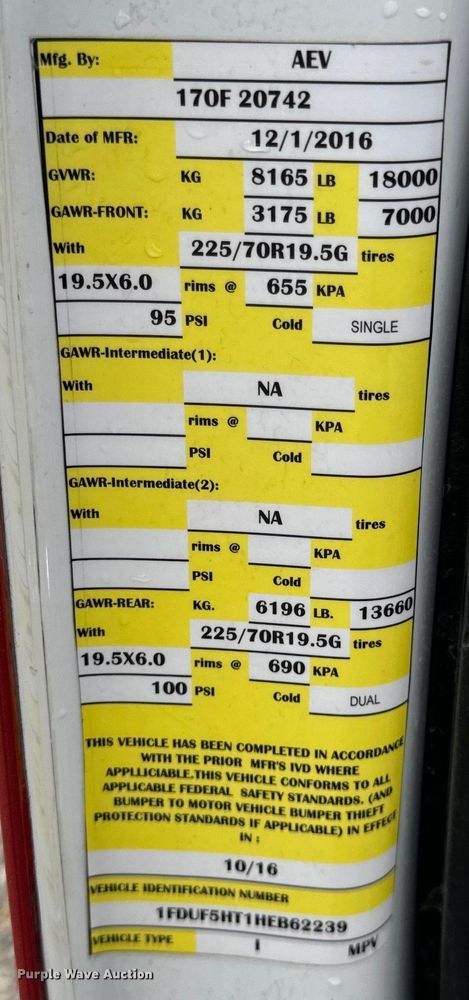 Mfg. By: AEV
170F 20742
Date of MFR: 12/1/2016
GVWR: KG 8165 LB 18000
GAWR-FRONT: KG 3175 LB 7000
With 225/70R19.5G tires
19.5X6.0 rims @ 655 KPA
95 PSI Cold SINGLE
GAWR-Intermediate(1):
With NA tires
rims @ KPA
PSI Cold
GAWR-Intermediate(2):
With NA tires
rims @ KPA
PSI Cold
GAWR-REAR: KG. 6196 LB. 13660
With 225/70R19.5G tires
19.5X6.0 rims @ 690 KPA
100 PSI Cold DUAL
THIS VEHICLE HAS BEEN COMPLETED IN ACCORDANCE
WITH THE PRIOR MFR'S IVD WHERE
APPLLICIABLE.THIS VEHICLE CONFORMS TO ALL
APPLICABLE FEDERAL SAFETY STANDARDS. (AND
BUMPER TO MOTOR VEHICLE BUMPER THIEFT
PROTECTION STANDARDS IF APPLICABLE) IN EFFECT
IN :
10/16
VEHICLE IDENTIFICATION NUMBER
1FDUF5HT1HEB62239
VEHICLE TYPE I MPV
Purple Wave Auction